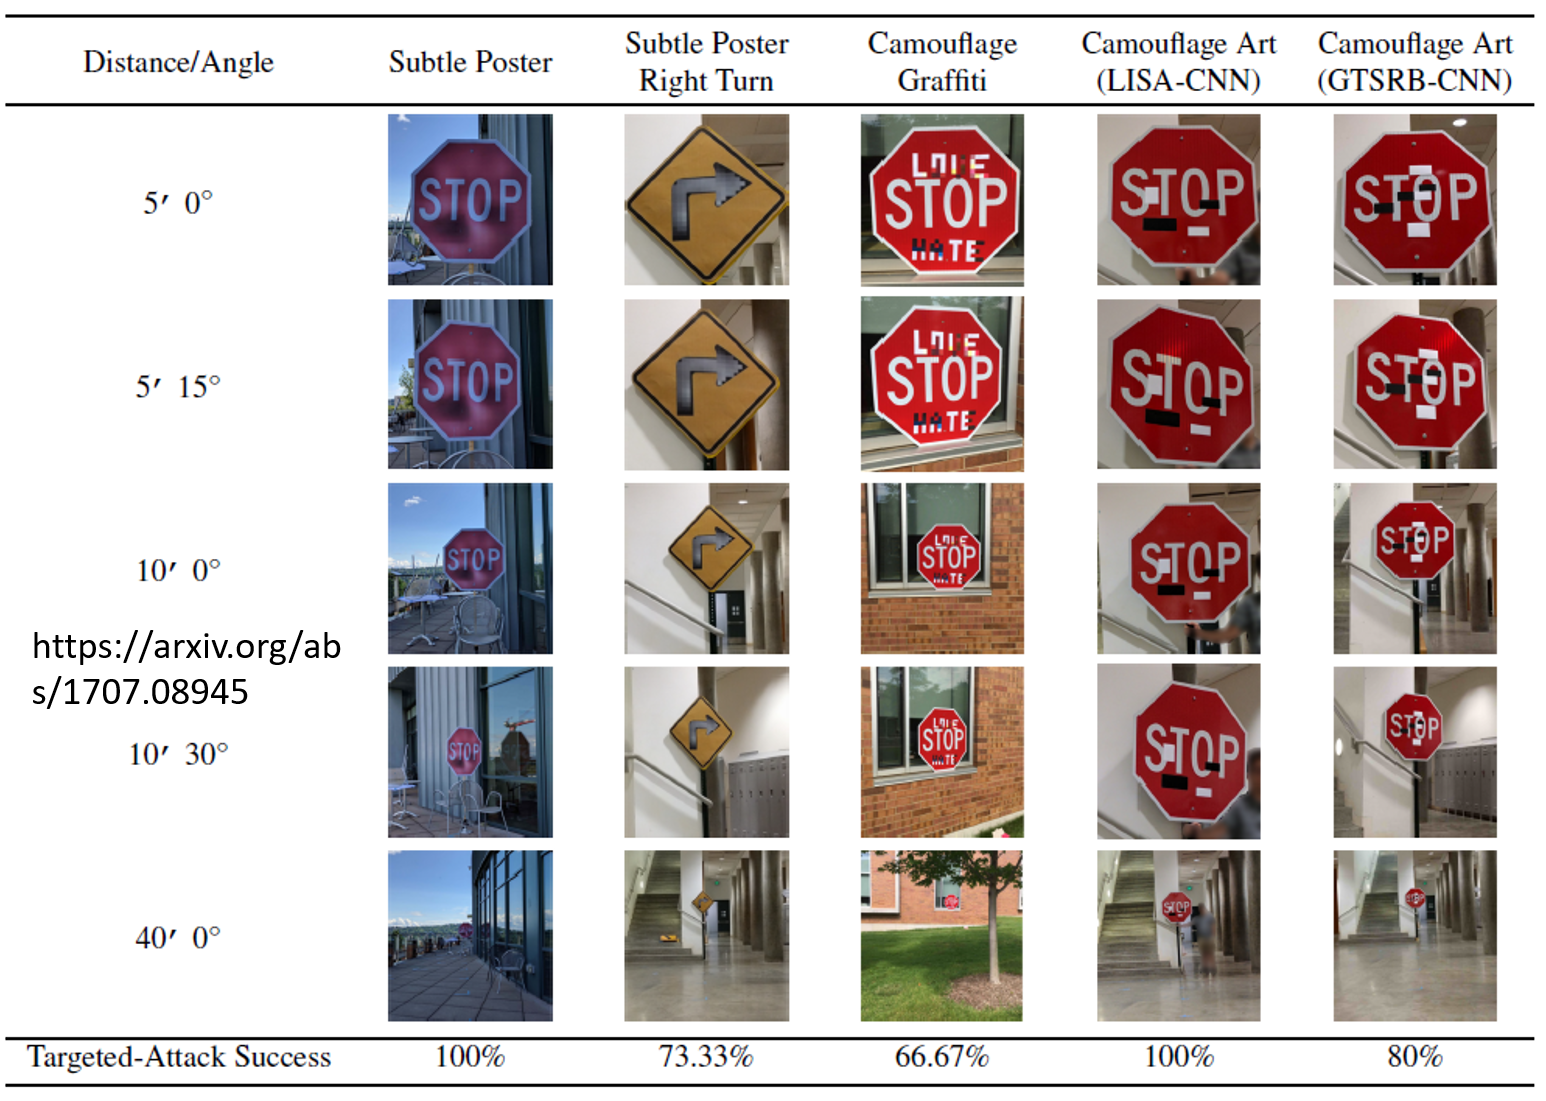 Distance/Angle
Subtle Poster
Subtle Poster
Right Turn
Camouflage
Graffiti
Camouflage Art
(LISA-CNN)
Camouflage Art
(GTSRB-CNN)
5′ 0°
STOP
LOVE
STOP
HATE
STOP
STOP
5′ 15°
STOP
LOVE
STOP
HATE
STOP
STOP
10′ 0°
STOP
LOVE
STOP
HATE
STOP
STOP
https://arxiv.org/ab
s/1707.08945
10′ 30°
STOP
LOVE
STOP
HATE
STOP
STOP
40′ 0°
STOP
STOP
Targeted-Attack Success
100%
73.33%
66.67%
100%
80%